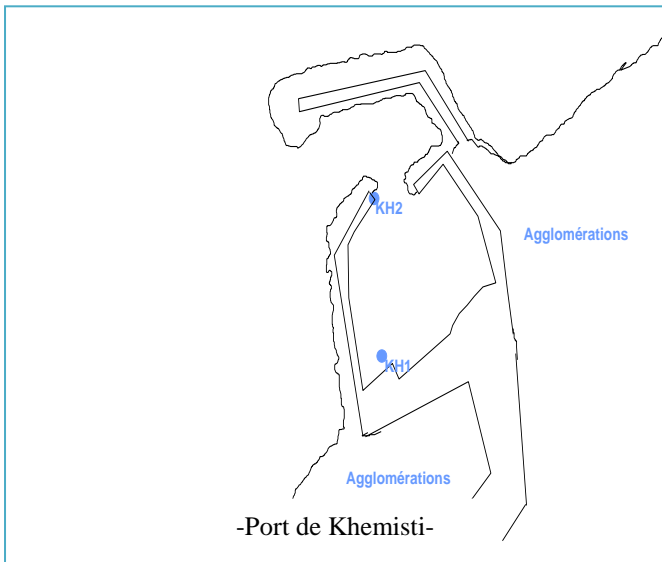 KH2
Agglomérations
KH1
Agglomérations
-Port de Khemisti-